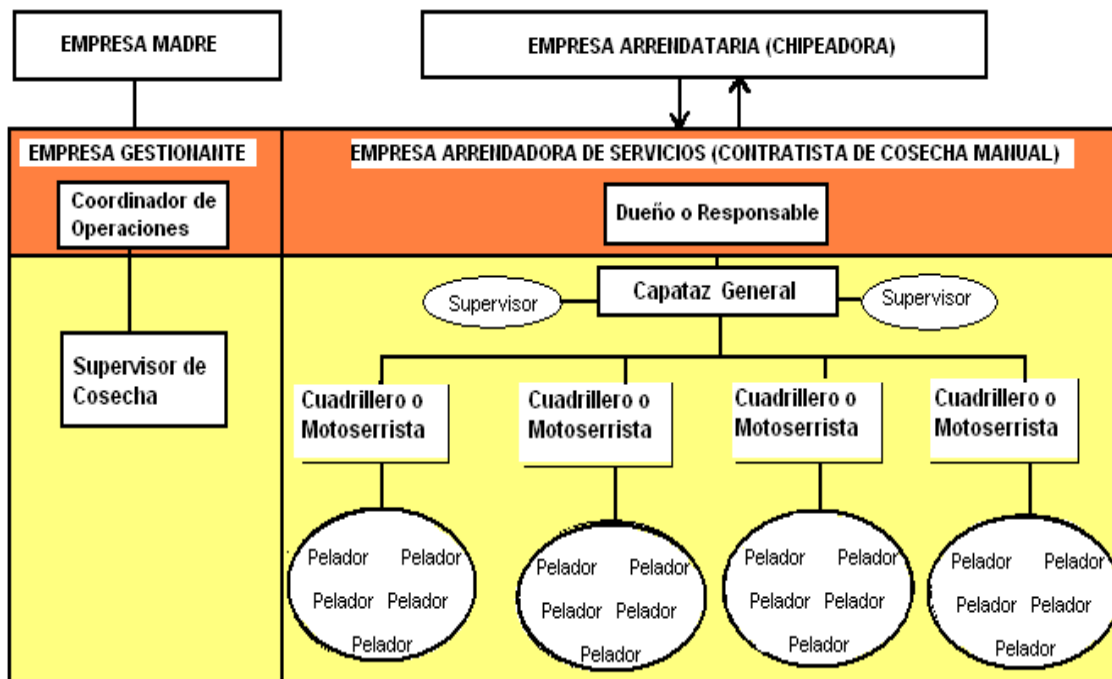 EMPRESA MADRE
EMPRESA ARRENDATARIA (CHIPEADORA)
EMPRESA GESTIONANTE
EMPRESA ARRENDADORA DE SERVICIOS (CONTRATISTA DE COSECHA MANUAL)
Coordinador de
Operaciones
Dueño o Responsable
Supervisor
Capataz General
Supervisor
Supervisor de
Cosecha
Cuadrillero o
Motoserrista
Cuadrillero o
Motoserrista
Cuadrillero o
Motoserrista
Cuadrillero o
Motoserrista
Pelador Pelador
Pelador Pelador
Pelador
Pelador Pelador
Pelador Pelador
Pelador
Pelador Pelador
Pelador Pelador
Pelador
Pelador Pelador
Pelador Pelador
Pelador